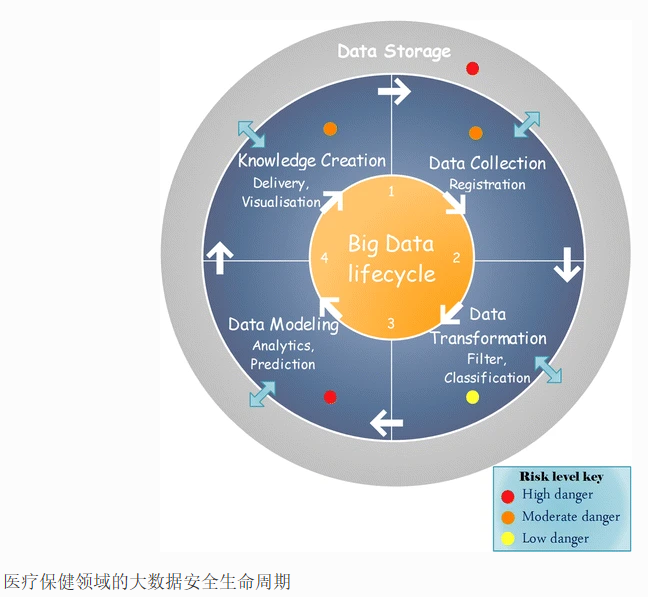 Data Storage
Knowledge Creation
Delivery,
Visualisation
Data Collection
Registration
1
Big Data
lifecycle
4
2
3
Data Modeling
Analytics,
Prediction
Data
Transformation
Filter,
Classification
Risk level key
High danger
Moderate danger
Low danger
医疗保健领域的大数据安全生命周期